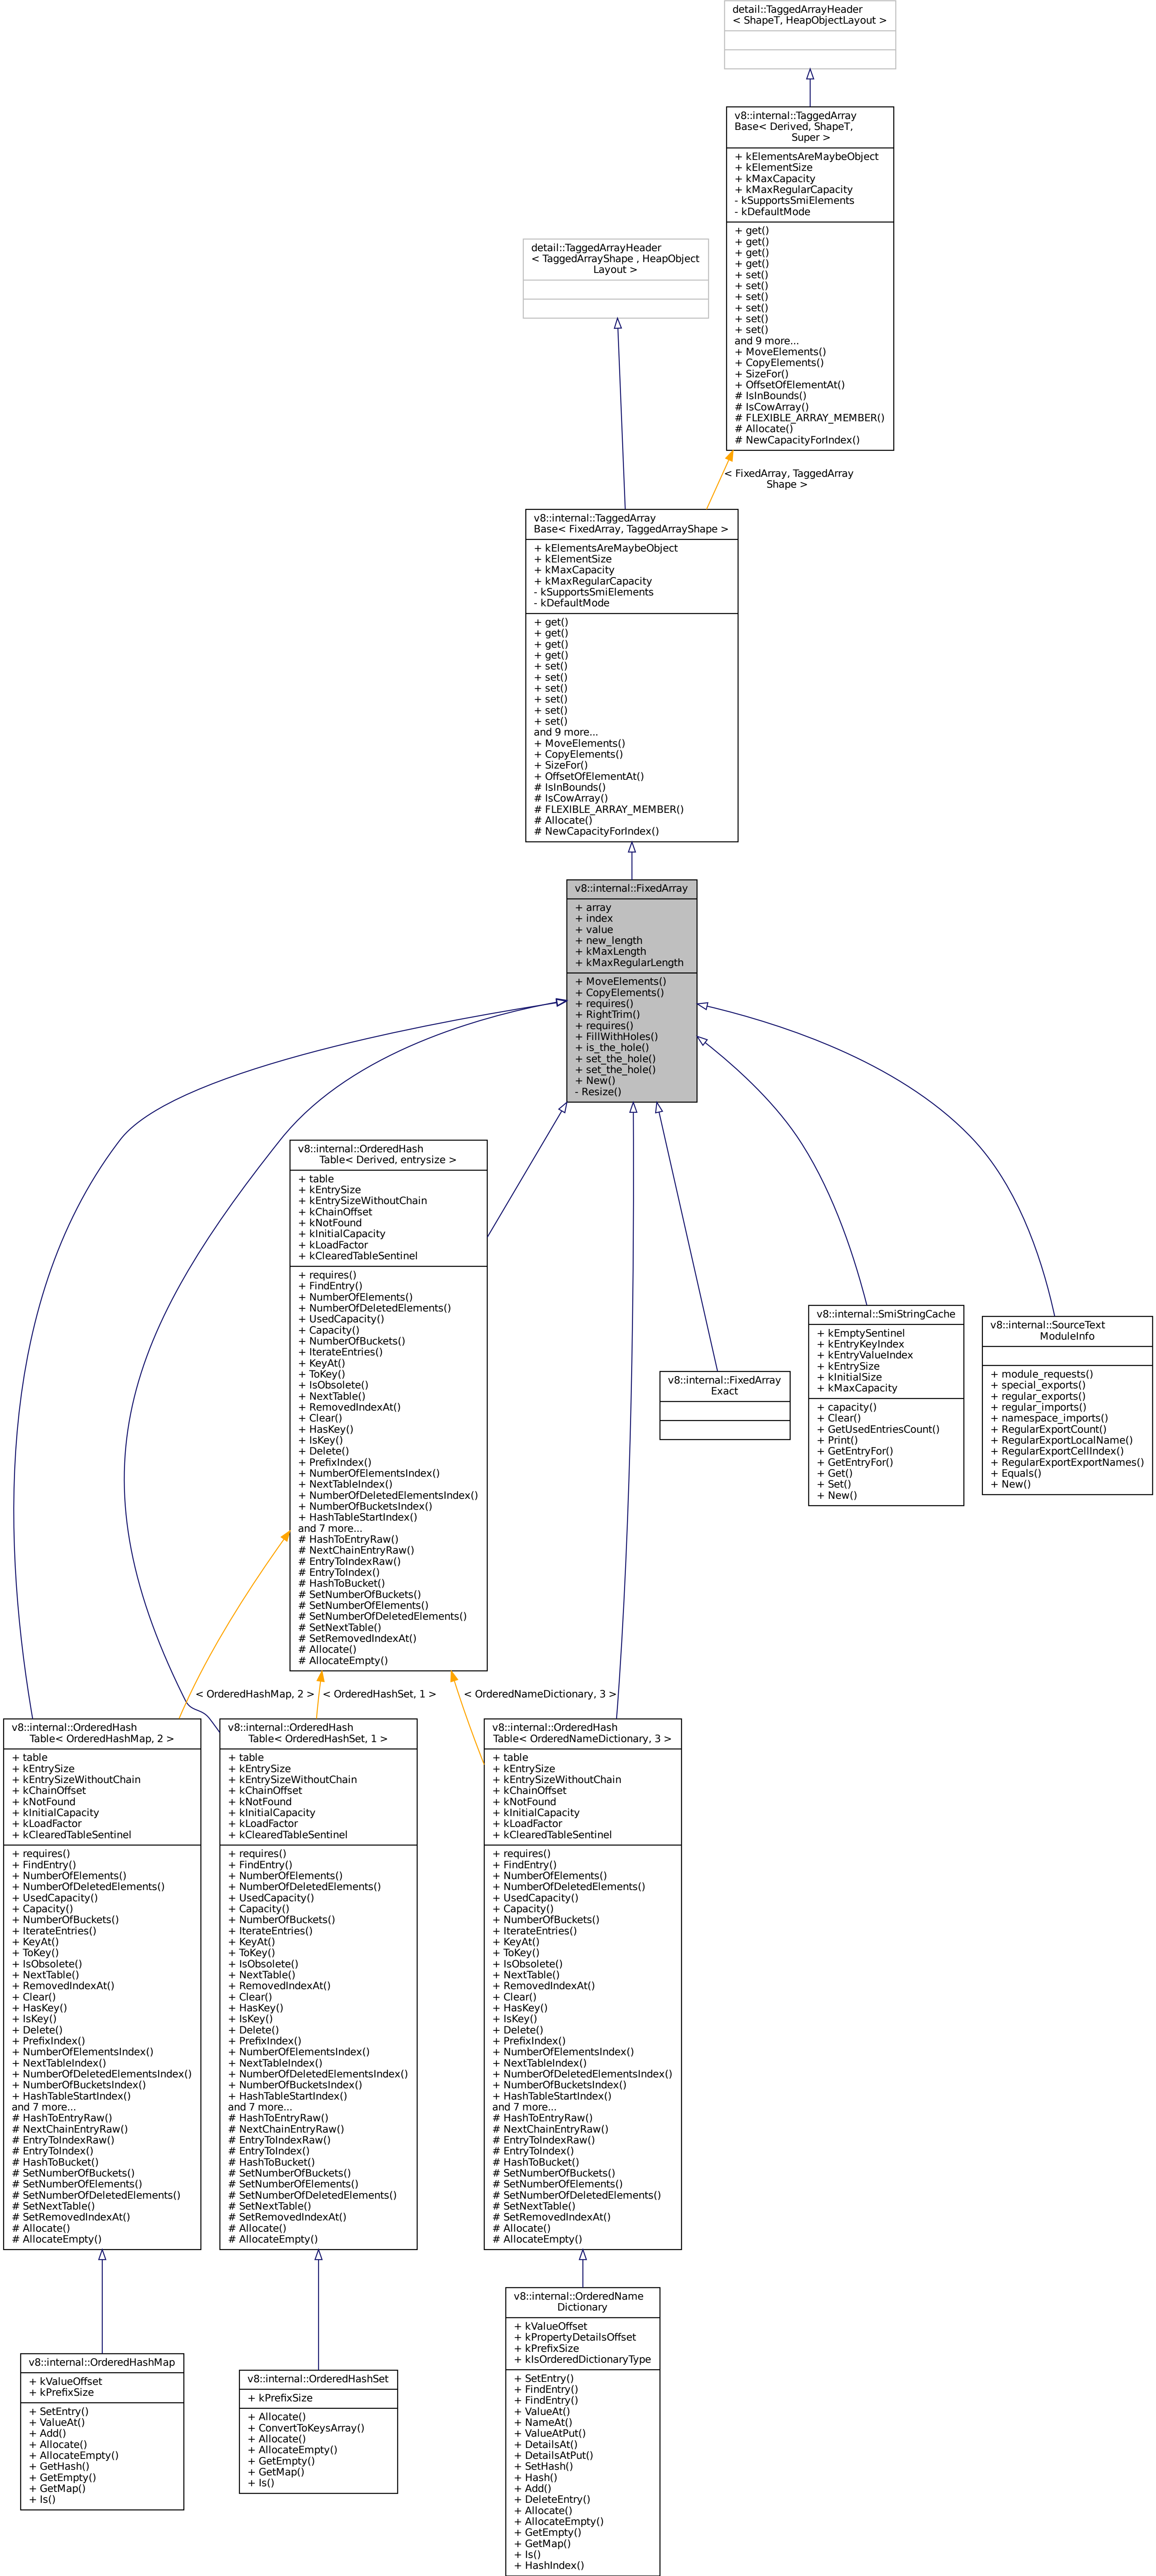 detail::TaggedArrayHeader
< ShapeT, HeapObjectLayout >
v8::internal::TaggedArray
Base< Derived, ShapeT,
Super >
+ kElementsAreMaybeObject
+ kElementSize
+ kMaxCapacity
+ kMaxRegularCapacity
- kSupportsSmiElements
- kDefaultMode
+ get()
+ get()
+ get()
+ get()
+ set()
+ set()
+ set()
+ set()
+ set()
+ set()
and 9 more...
+ MoveElements()
+ CopyElements()
+ SizeFor()
+ OffsetOfElementAt()
# IsInBounds()
# IsCowArray()
# FLEXIBLE_ARRAY_MEMBER()
# Allocate()
# NewCapacityForIndex()
detail::TaggedArrayHeader
< TaggedArrayShape , HeapObject
Layout >
< FixedArray, TaggedArray
Shape >
v8::internal::TaggedArray
Base< FixedArray, TaggedArrayShape >
+ kElementsAreMaybeObject
+ kElementSize
+ kMaxCapacity
+ kMaxRegularCapacity
- kSupportsSmiElements
- kDefaultMode
+ get()
+ get()
+ get()
+ get()
+ set()
+ set()
+ set()
+ set()
+ set()
+ set()
and 9 more...
+ MoveElements()
+ CopyElements()
+ SizeFor()
+ OffsetOfElementAt()
# IsInBounds()
# IsCowArray()
# FLEXIBLE_ARRAY_MEMBER()
# Allocate()
# NewCapacityForIndex()
v8::internal::FixedArray
+ array
+ index
+ value
+ new_length
+ kMaxLength
+ kMaxRegularLength
+ MoveElements()
+ CopyElements()
+ requires()
+ RightTrim()
+ requires()
+ FillWithHoles()
+ is_the_hole()
+ set_the_hole()
+ set_the_hole()
+ New()
- Resize()
v8::internal::OrderedHash
Table< Derived, entrysize >
+ table
+ kEntrySize
+ kEntrySizeWithoutChain
+ kChainOffset
+ kNotFound
+ kInitialCapacity
+ kLoadFactor
+ kClearedTableSentinel
+ requires()
+ FindEntry()
+ NumberOfElements()
+ NumberOfDeletedElements()
+ UsedCapacity()
+ Capacity()
+ NumberOfBuckets()
+ IterateEntries()
+ KeyAt()
+ ToKey()
+ IsObsolete()
+ NextTable()
+ RemovedIndexAt()
+ Clear()
+ HasKey()
+ IsKey()
+ Delete()
+ PrefixIndex()
+ NumberOfElementsIndex()
+ NextTableIndex()
+ NumberOfDeletedElementsIndex()
+ NumberOfBucketsIndex()
+ HashTableStartIndex()
and 7 more...
# HashToEntryRaw()
# NextChainEntryRaw()
# EntryToIndexRaw()
# EntryToIndex()
# HashToBucket()
# SetNumberOfBuckets()
# SetNumberOfElements()
# SetNumberOfDeletedElements()
# SetNextTable()
# SetRemovedIndexAt()
# Allocate()
# AllocateEmpty()
v8::internal::FixedArray
Exact
v8::internal::SmiStringCache
+ kEmptySentinel
+ kEntryKeyIndex
+ kEntryValueIndex
+ kEntrySize
+ kInitialSize
+ kMaxCapacity
+ capacity()
+ Clear()
+ GetUsedEntriesCount()
+ Print()
+ GetEntryFor()
+ GetEntryFor()
+ Get()
+ Set()
+ New()
v8::internal::SourceText
ModuleInfo
+ module_requests()
+ special_exports()
+ regular_exports()
+ regular_imports()
+ namespace_imports()
+ RegularExportCount()
+ RegularExportLocalName()
+ RegularExportCellIndex()
+ RegularExportExportNames()
+ Equals()
+ New()
< OrderedHashMap, 2 >
< OrderedHashSet, 1 >
< OrderedNameDictionary, 3 >
v8::internal::OrderedHash
Table< OrderedHashMap, 2 >
+ table
+ kEntrySize
+ kEntrySizeWithoutChain
+ kChainOffset
+ kNotFound
+ kInitialCapacity
+ kLoadFactor
+ kClearedTableSentinel
+ requires()
+ FindEntry()
+ NumberOfElements()
+ NumberOfDeletedElements()
+ UsedCapacity()
+ Capacity()
+ NumberOfBuckets()
+ IterateEntries()
+ KeyAt()
+ ToKey()
+ IsObsolete()
+ NextTable()
+ RemovedIndexAt()
+ Clear()
+ HasKey()
+ IsKey()
+ Delete()
+ PrefixIndex()
+ NumberOfElementsIndex()
+ NextTableIndex()
+ NumberOfDeletedElementsIndex()
+ NumberOfBucketsIndex()
+ HashTableStartIndex()
and 7 more...
# HashToEntryRaw()
# NextChainEntryRaw()
# EntryToIndexRaw()
# EntryToIndex()
# HashToBucket()
# SetNumberOfBuckets()
# SetNumberOfElements()
# SetNumberOfDeletedElements()
# SetNextTable()
# SetRemovedIndexAt()
# Allocate()
# AllocateEmpty()
v8::internal::OrderedHash
Table< OrderedHashSet, 1 >
+ table
+ kEntrySize
+ kEntrySizeWithoutChain
+ kChainOffset
+ kNotFound
+ kInitialCapacity
+ kLoadFactor
+ kClearedTableSentinel
+ requires()
+ FindEntry()
+ NumberOfElements()
+ NumberOfDeletedElements()
+ UsedCapacity()
+ Capacity()
+ NumberOfBuckets()
+ IterateEntries()
+ KeyAt()
+ ToKey()
+ IsObsolete()
+ NextTable()
+ RemovedIndexAt()
+ Clear()
+ HasKey()
+ IsKey()
+ Delete()
+ PrefixIndex()
+ NumberOfElementsIndex()
+ NextTableIndex()
+ NumberOfDeletedElementsIndex()
+ NumberOfBucketsIndex()
+ HashTableStartIndex()
and 7 more...
# HashToEntryRaw()
# NextChainEntryRaw()
# EntryToIndexRaw()
# EntryToIndex()
# HashToBucket()
# SetNumberOfBuckets()
# SetNumberOfElements()
# SetNumberOfDeletedElements()
# SetNextTable()
# SetRemovedIndexAt()
# Allocate()
# AllocateEmpty()
v8::internal::OrderedHash
Table< OrderedNameDictionary, 3 >
+ table
+ kEntrySize
+ kEntrySizeWithoutChain
+ kChainOffset
+ kNotFound
+ kInitialCapacity
+ kLoadFactor
+ kClearedTableSentinel
+ requires()
+ FindEntry()
+ NumberOfElements()
+ NumberOfDeletedElements()
+ UsedCapacity()
+ Capacity()
+ NumberOfBuckets()
+ IterateEntries()
+ KeyAt()
+ ToKey()
+ IsObsolete()
+ NextTable()
+ RemovedIndexAt()
+ Clear()
+ HasKey()
+ IsKey()
+ Delete()
+ PrefixIndex()
+ NumberOfElementsIndex()
+ NextTableIndex()
+ NumberOfDeletedElementsIndex()
+ NumberOfBucketsIndex()
+ HashTableStartIndex()
and 7 more...
# HashToEntryRaw()
# NextChainEntryRaw()
# EntryToIndexRaw()
# EntryToIndex()
# HashToBucket()
# SetNumberOfBuckets()
# SetNumberOfElements()
# SetNumberOfDeletedElements()
# SetNextTable()
# SetRemovedIndexAt()
# Allocate()
# AllocateEmpty()
v8::internal::OrderedHashMap
+ kValueOffset
+ kPrefixSize
+ SetEntry()
+ ValueAt()
+ Add()
+ Allocate()
+ AllocateEmpty()
+ GetHash()
+ GetEmpty()
+ GetMap()
+ Is()
v8::internal::OrderedHashSet
+ kPrefixSize
+ Allocate()
+ ConvertToKeysArray()
+ Allocate()
+ AllocateEmpty()
+ GetEmpty()
+ GetMap()
+ Is()
v8::internal::OrderedName
Dictionary
+ kValueOffset
+ kPropertyDetailsOffset
+ kPrefixSize
+ kIsOrderedDictionaryType
+ SetEntry()
+ FindEntry()
+ FindEntry()
+ ValueAt()
+ NameAt()
+ ValueAtPut()
+ DetailsAt()
+ DetailsAtPut()
+ SetHash()
+ Hash()
+ Add()
+ DeleteEntry()
+ Allocate()
+ AllocateEmpty()
+ GetEmpty()
+ GetMap()
+ Is()
+ HashIndex()